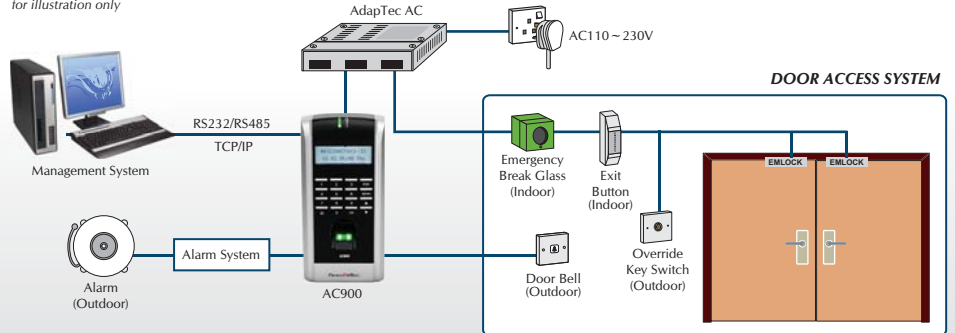 for illustration only
AdapTec AC
AC110 ~ 230V
DOOR ACCESS SYSTEM
RS232/RS485
TCP/IP
Management System
Emergency
Break Glass
(Indoor)
Exit
Button
(Indoor)
EMLOCK
EMLOCK
Alarm System
Alarm
(Outdoor)
AC900
Door Bell
(Outdoor)
Override
Key Switch
(Outdoor)